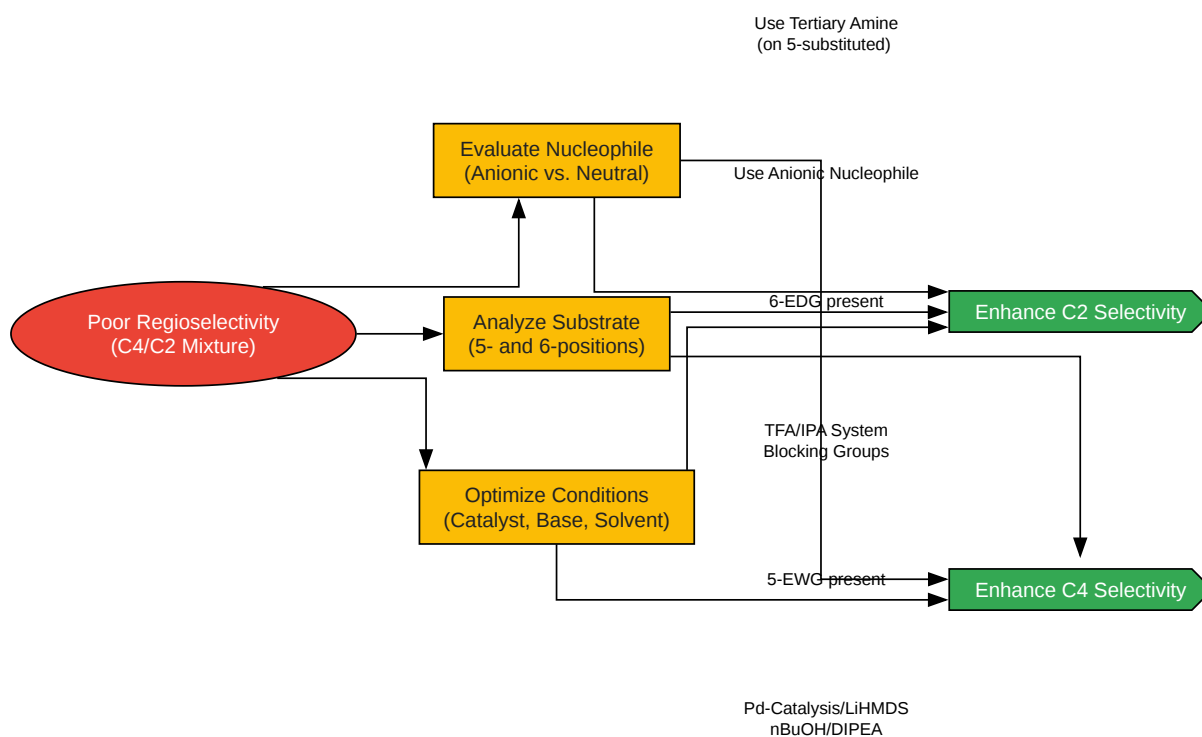 Use Tertiary Amine
(on 5-substituted)
Evaluate Nucleophile
(Anionic vs. Neutral)
Use Anionic Nucleophile
Poor Regioselectivity
(C4/C2 Mixture)
Analyze Substrate
(5- and 6-positions)
6-EDG present
Enhance C2 Selectivity
TFA/IPA System
Blocking Groups
Optimize Conditions
(Catalyst, Base, Solvent)
5-EWG present
Enhance C4 Selectivity
Pd-Catalysis/LiHMDS
nBuOH/DIPEA